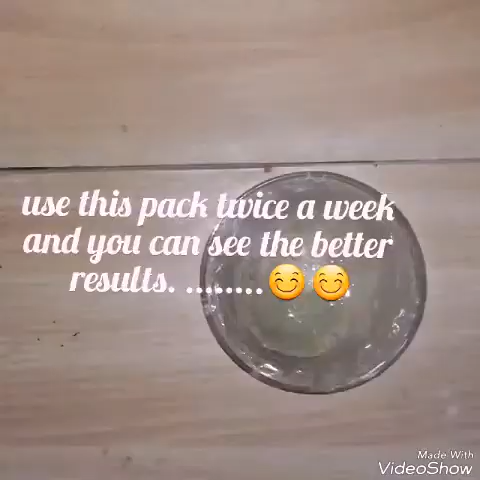 use this pack twice a week
and you can see the better
results. ........😊😊
Made With
VideoShow